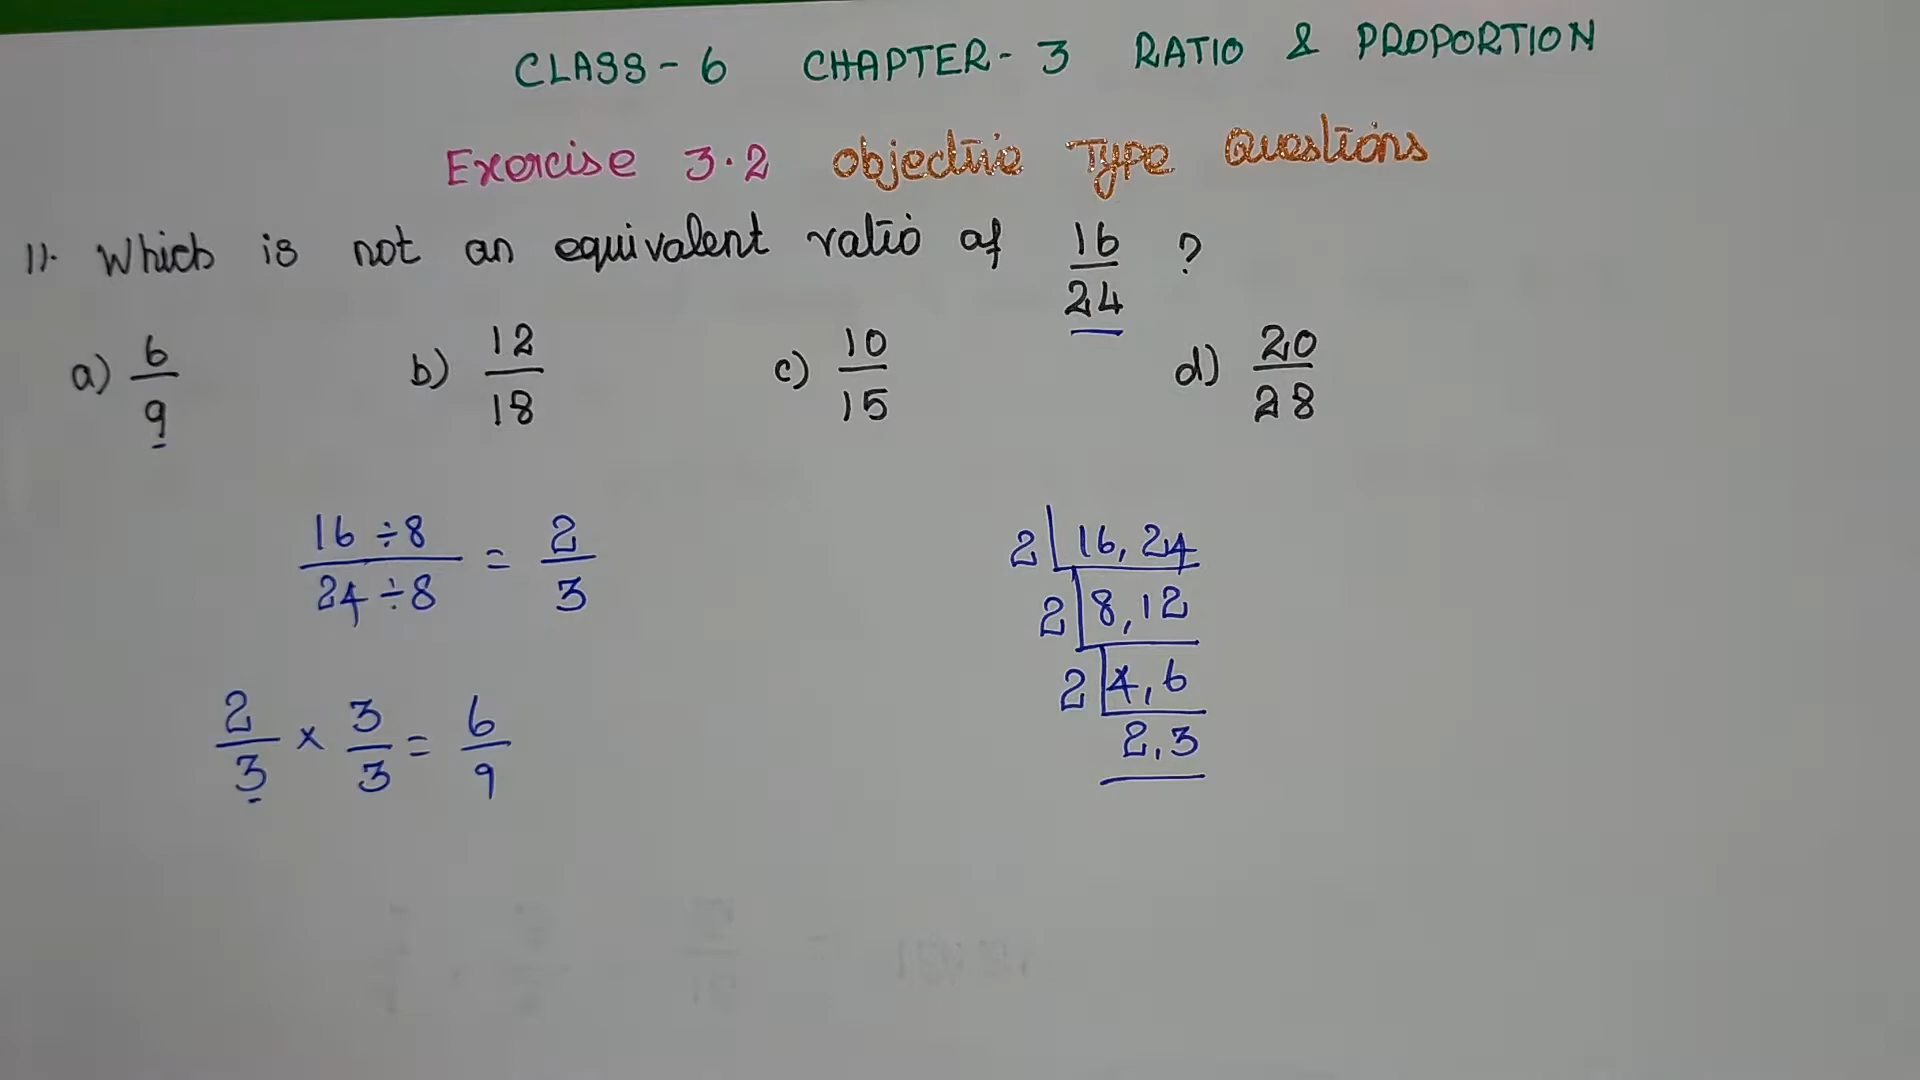 CLASS-6 CHAPTER-3 RATIO & PROPORTION
Exercise 3.2 Objective Type Questions
11. Which is not an equivalent ratio of 16/24 ?
a) 6/9 b) 12/18 c) 10/15 d) 20/28
16÷8/24÷8 = 2/3
2/3 × 3/3 = 6/9
2 | 16, 24
2 | 8, 12
2 | 4, 6
2, 3